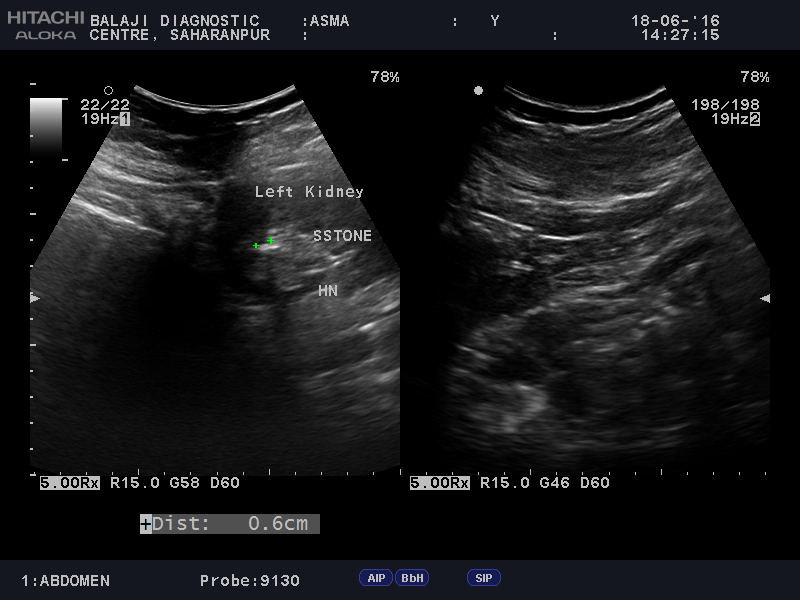 HITACHI
ALOKA
BALAJI DIAGNOSTIC :ASMA : Y 18-06-'16
CENTRE, SAHARANPUR : : 14:27:15
78%
22/22
19Hz1
78%
198/198
19Hz2
Left Kidney
SSTONE
HN
5.00Rx R15.0 G58 D60
5.00Rx R15.0 G46 D60
+Dist: 0.6cm
1:ABDOMEN Probe:9130 AIP BbH SIP